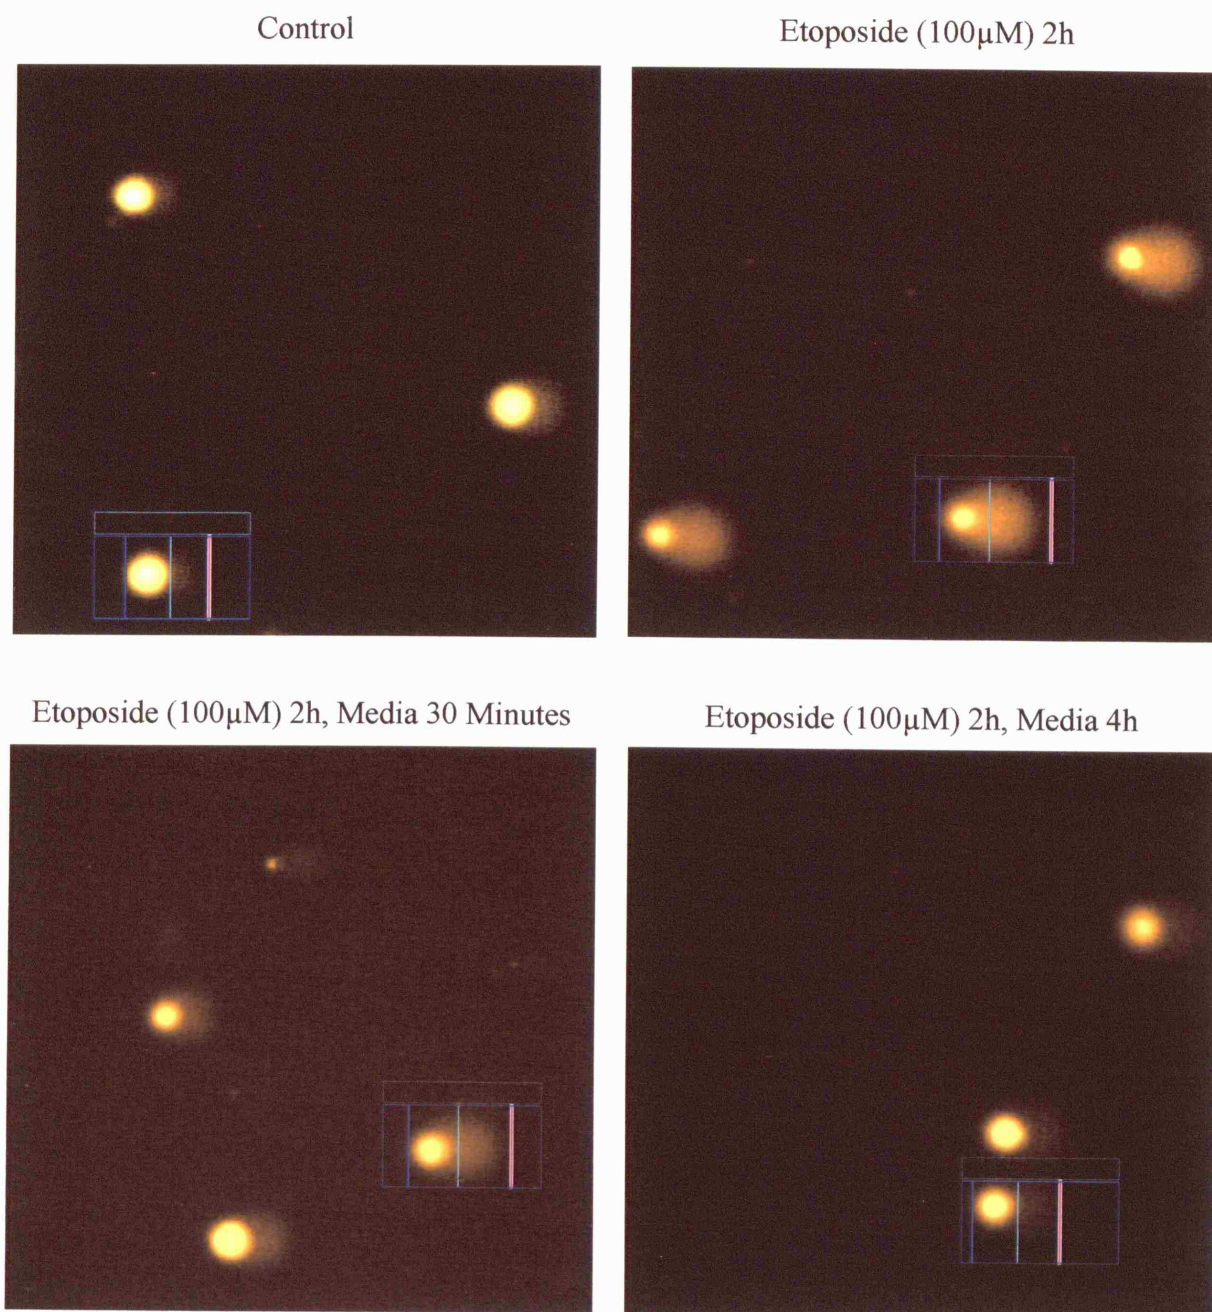 Control
Etoposide (100µM) 2h
Etoposide (100µM) 2h, Media 30 Minutes
Etoposide (100µM) 2h, Media 4h